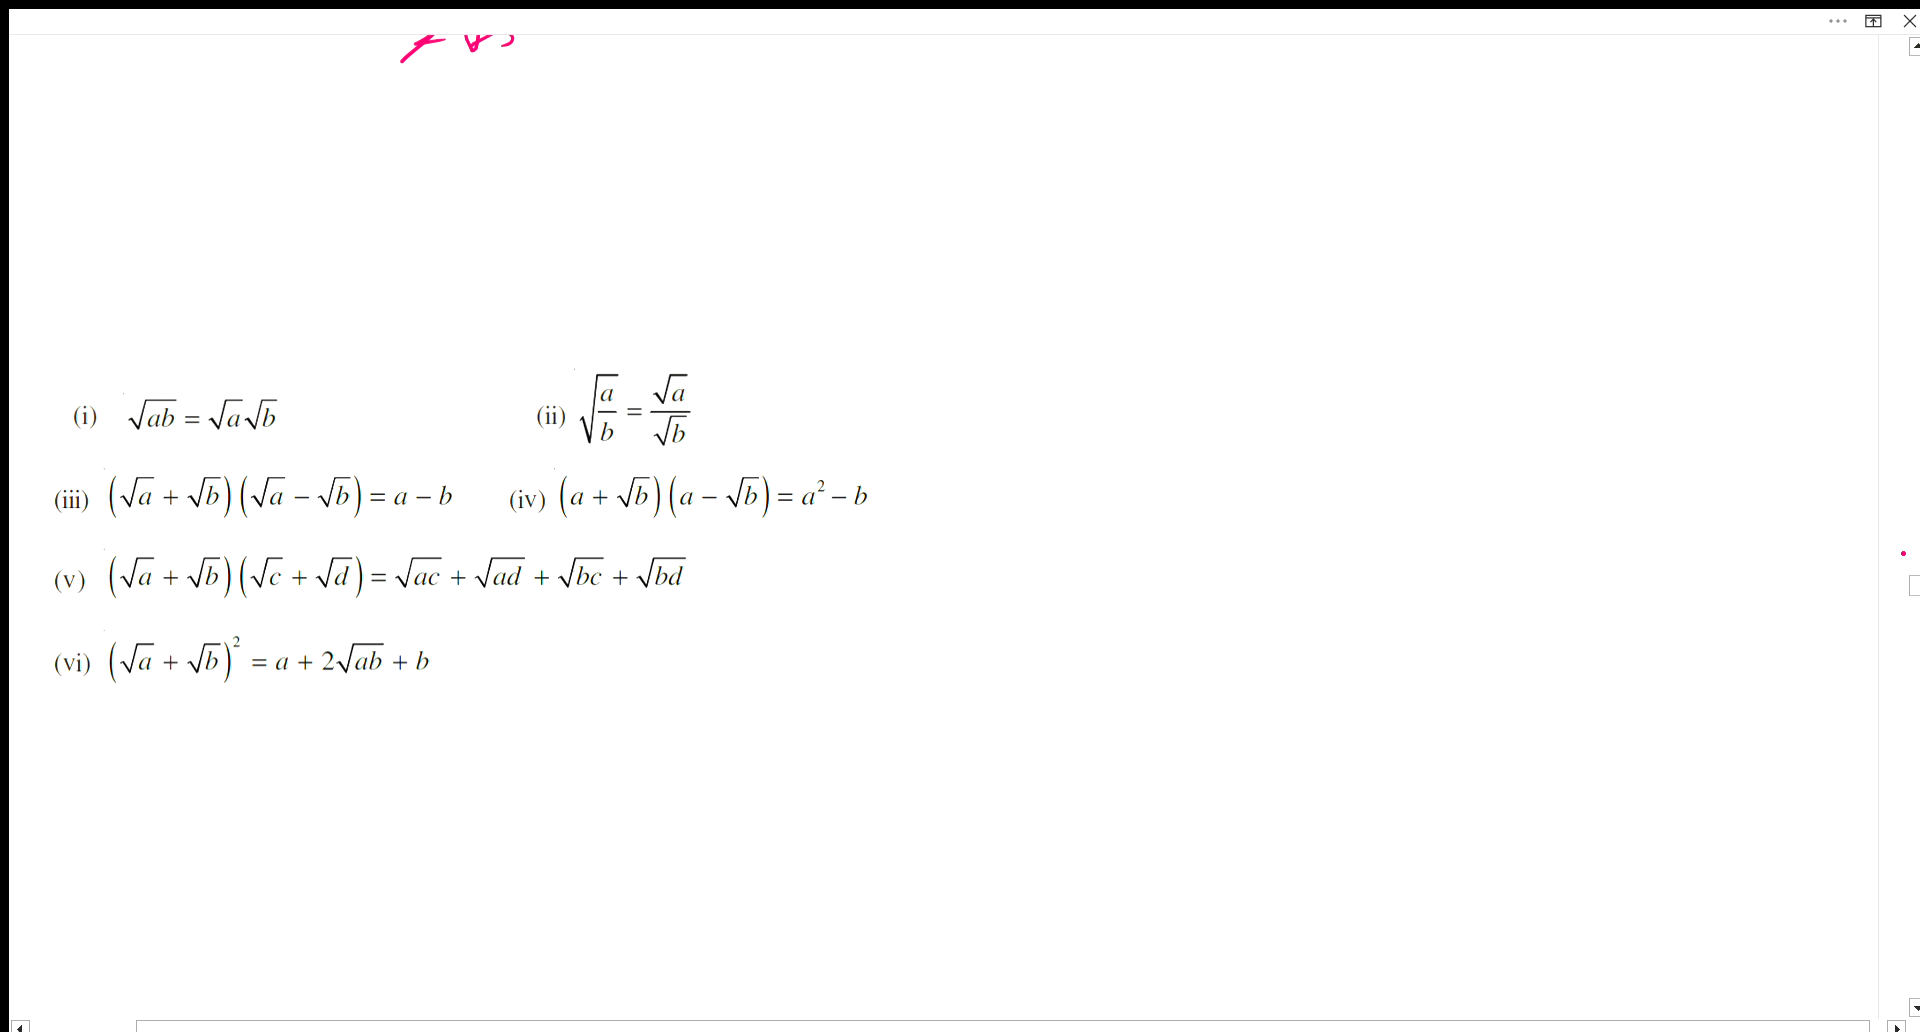 (i) √ab = √a√b (ii) √(a/b) = √a/√b
(iii) (√a + √b)(√a − √b) = a − b (iv) (a + √b)(a − √b) = a² − b
(v) (√a + √b)(√c + √d) = √ac + √ad + √bc + √bd
(vi) (√a + √b)² = a + 2√ab + b